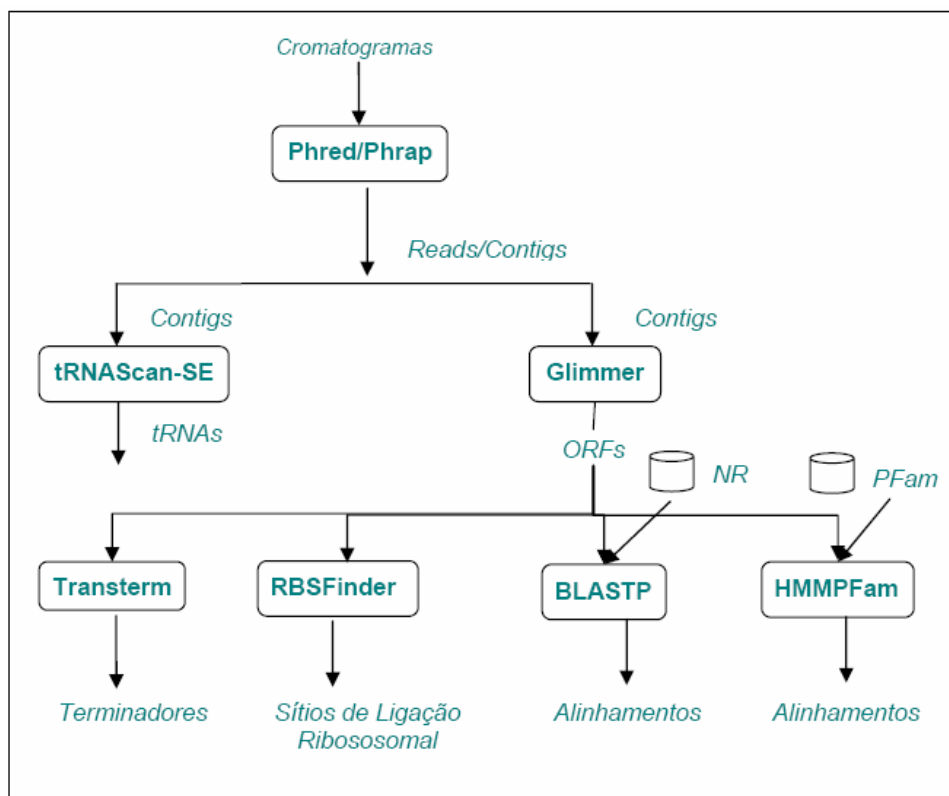 Cromatogramas
Phred/Phrap
Reads/Contigs
Contigs
Contigs
tRNAScan-SE
Glimmer
tRNAs
ORFs
NR
PFam
Transterm
RBSFinder
BLASTP
HMMPFam
Terminadores
Sítios de Ligação
Ribososomal
Alinhamentos
Alinhamentos